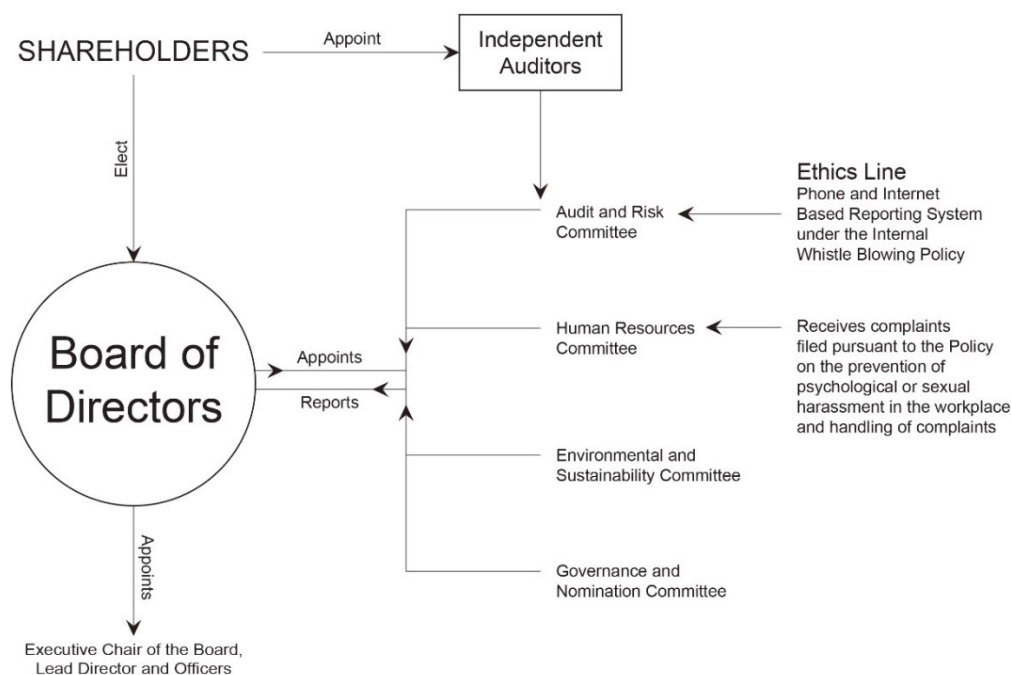 SHAREHOLDERS
Appoint
Independent
Auditors
Elect
Ethics Line
Phone and Internet
Based Reporting System
under the Internal
Whistle Blowing Policy
Audit and Risk
Committee
Human Resources
Committee
Receives complaints
filed pursuant to the Policy
on the prevention of
psychological or sexual
harassment in the workplace
and handling of complaints
Board of
Directors
Appoints
Reports
Environmental and
Sustainability Committee
Governance and
Nomination Committee
Appoints
Executive Chair of the Board,
Lead Director and Officers